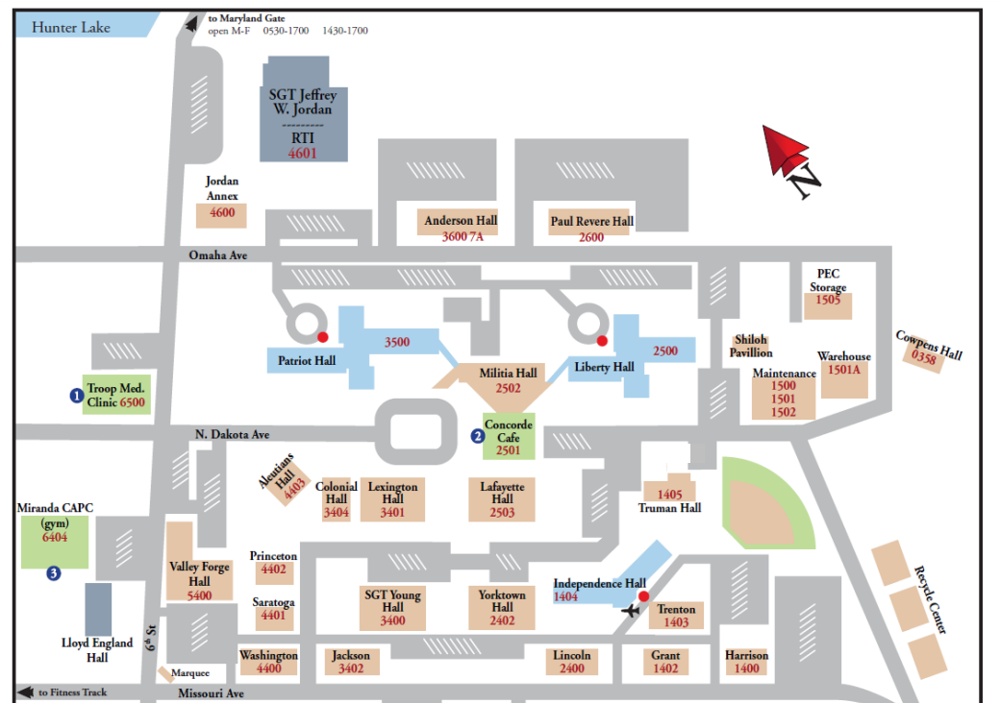 Hunter Lake
to Maryland Gate
open M-F 0530-1700 1430-1700
SGT Jeffrey
W. Jordan
---------
RTI
4601
N
Jordan
Annex
4600
Anderson Hall
3600 7A
Paul Revere Hall
2600
Omaha Ave
PEC
Storage
1505
3500
Patriot Hall
2500
Liberty Hall
Militia Hall
2502
Shiloh
Pavillion
Warehouse
1501A
Cowpens Hall
0358
Maintenance
1500
1501
1502
1
Troop Med.
Clinic 6500
2
Concorde
Cafe
2501
N. Dakota Ave
Aleutians
Hall
4403
Colonial
Hall
3404
Lexington
Hall
3401
Lafayette
Hall
2503
1405
Truman Hall
Miranda CAPC
(gym)
6404
3
Valley Forge
Hall
5400
Princeton
4402
Saratoga
4401
SGT Young
Hall
3400
Yorktown
Hall
2402
Independence Hall
1404
Trenton
1403
Recycle Center
Lloyd England
Hall
6th St
Marquee
Washington
4400
Jackson
3402
Lincoln
2400
Grant
1402
Harrison
1400
to Fitness Track
Missouri Ave